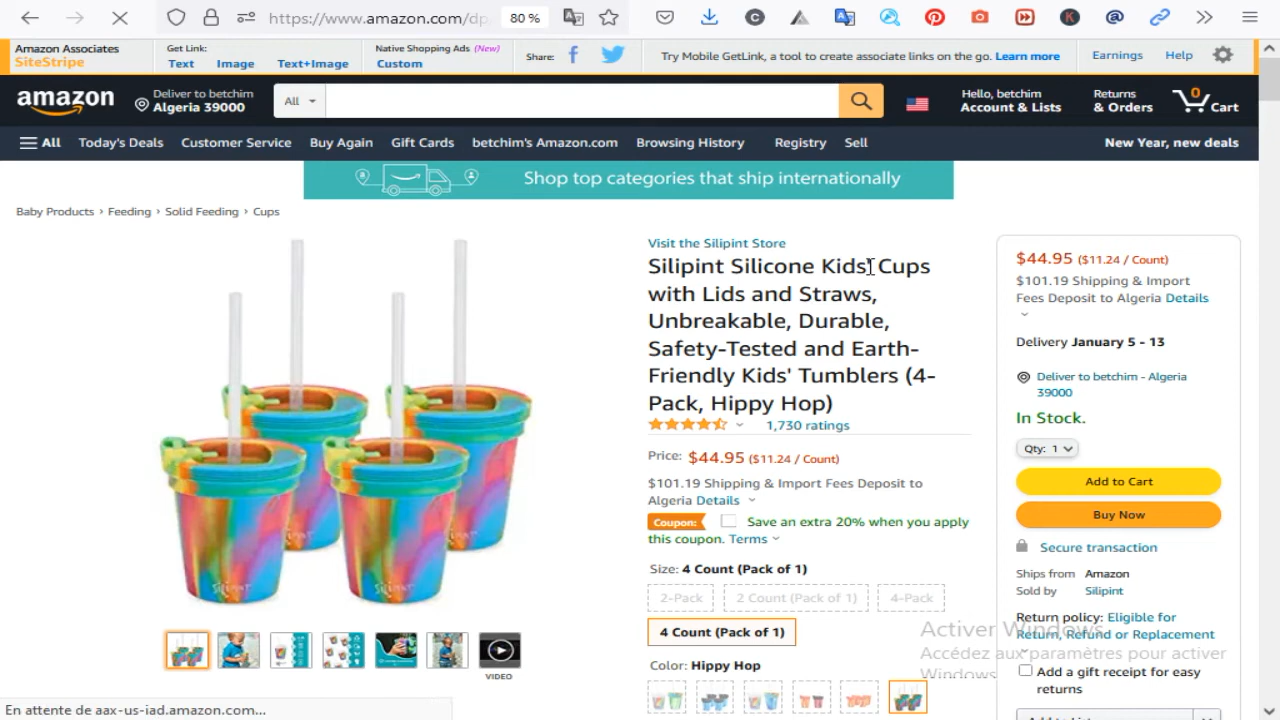 https://www.amazon.com/dp
80 %
Amazon Associates
SiteStripe
Get Link:
Text Image Text+Image
Native Shopping Ads (New)
Custom
Share:
Try Mobile GetLink, a tool to create associate links on the go. Learn more
Earnings
Help
amazon
Deliver to betchim
Algeria 39000
All
Hello, betchim
Account & Lists
Returns
& Orders
0
Cart
All
Today's Deals
Customer Service
Buy Again
Gift Cards
betchim's Amazon.com
Browsing History
Registry
Sell
New Year, new deals
Shop top categories that ship internationally
Baby Products › Feeding › Solid Feeding › Cups
Visit the Silipint Store
Silipint Silicone Kids' Cups
with Lids and Straws,
Unbreakable, Durable,
Safety-Tested and Earth-
Friendly Kids' Tumblers (4-
Pack, Hippy Hop)
1,730 ratings
Price: $44.95 ($11.24 / Count)
$101.19 Shipping & Import Fees Deposit to
Algeria Details
Coupon: Save an extra 20% when you apply
this coupon. Terms
Size: 4 Count (Pack of 1)
2-Pack
2 Count (Pack of 1)
4-Pack
4 Count (Pack of 1)
Color: Hippy Hop
VIDEO
$44.95 ($11.24 / Count)
$101.19 Shipping & Import
Fees Deposit to Algeria Details
Delivery January 5 - 13
Deliver to betchim - Algeria
39000
In Stock.
Qty: 1
Add to Cart
Buy Now
Secure transaction
Ships from Amazon
Sold by Silipint
Return policy: Eligible for
Return, Refund or Replacement
Add a gift receipt for easy
returns
Add to List
Activer Windows
Accédez aux paramètres pour activer
Windows
En attente de aax-us-iad.amazon.com...